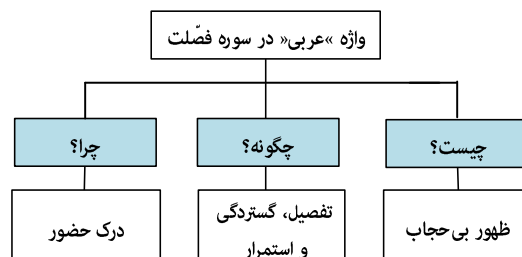 واژه »عربی« در سوره فصّلت
چیست؟
چگونه؟
چرا؟
ظهور بی‌حجاب
تفصیل، گستردگی
و استمرار
درک حضور